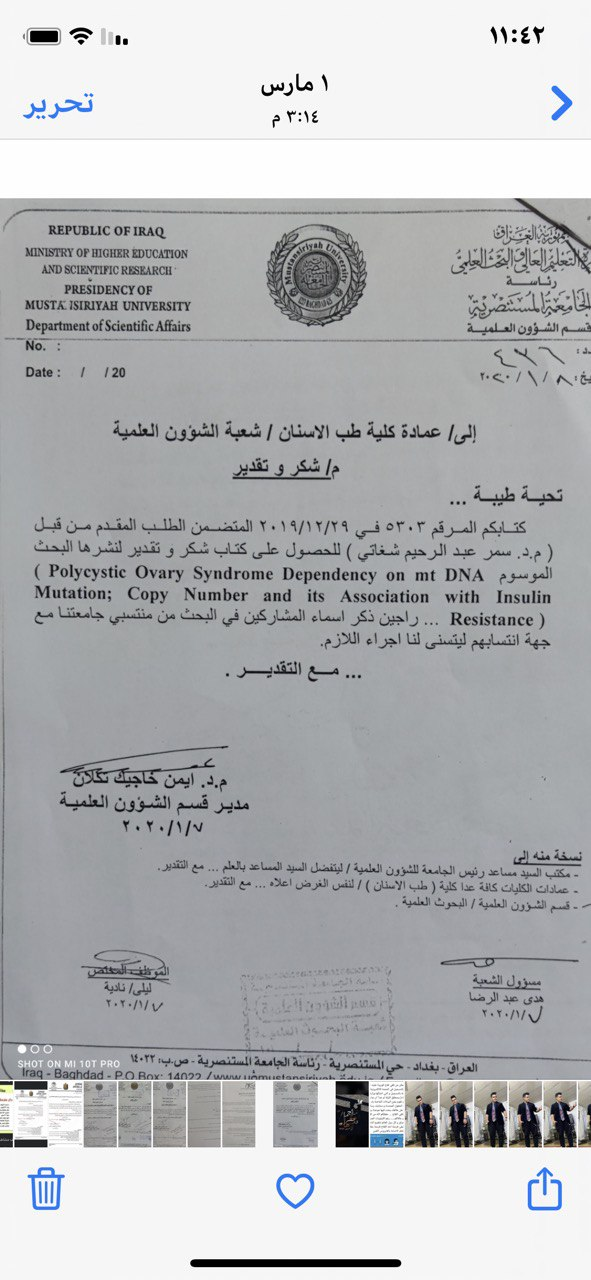 ١١:٤٢
١ مارس
٣:١٤ م
تحرير
REPUBLIC OF IRAQ
MINISTRY OF HIGHER EDUCATION
AND SCIENTIFIC RESEARCH
PRESIDENCY OF
MUSTA. ISIRIYAH UNIVERSITY
Department of Scientific Affairs
No. :
Date : / / 20
Mustansiriyah University
رئاسة
الجامعة المستنصرية
قسم الشؤون العلمية
٤٧٦
٢٠٢٠/١/٨
إلى/ عمادة كلية طب الاسنان / شعبة الشؤون العلمية
م/ شكر و تقدير
تحية طيبة ...
كتابكم المرقم ٥٣٠٣ في ٢٠١٩/١٢/٢٩ المتضمن الطلب المقدم من قبل
( م.د. سمر عبد الرحيم شغاتي ) للحصول على كتاب شكر و تقدير لنشرها البحث
الموسوم ( Polycystic Ovary Syndrome Dependency on mt DNA
Mutation; Copy Number and its Association with Insulin
Resistance ) ... راجين ذكر اسماء المشاركين في البحث من منتسبي جامعتنا مع
جهة انتسابهم ليتسنى لنا اجراء اللازم.
... مع التقدير .
م.د. ايمن خاجيك تكلان
مدير قسم الشؤون العلمية
٢٠٢٠/١/٧
نسخة منه إلى
- مكتب السيد مساعد رئيس الجامعة للشؤون العلمية / ليتفضل السيد المساعد بالعلم ... مع التقدير.
- عمادات الكليات كافة عدا كلية ( طب الاسنان ) / لنفس الغرض اعلاه ... مع التقدير.
- قسم الشؤون العلمية / البحوث العلمية .
مسؤول الشعبة
هدى عبد الرضا
٢٠٢٠/١/٧
الموظف المختص
ليلى/ نادية
٢٠٢٠/١/٧
العراق - بغداد - حي المستنصرية - رئاسة الجامعة المستنصرية - ص.ب: ١٤٠٢٢
Iraq - Baghdad - P.O Box: 14022
SHOT ON MI 10T PRO